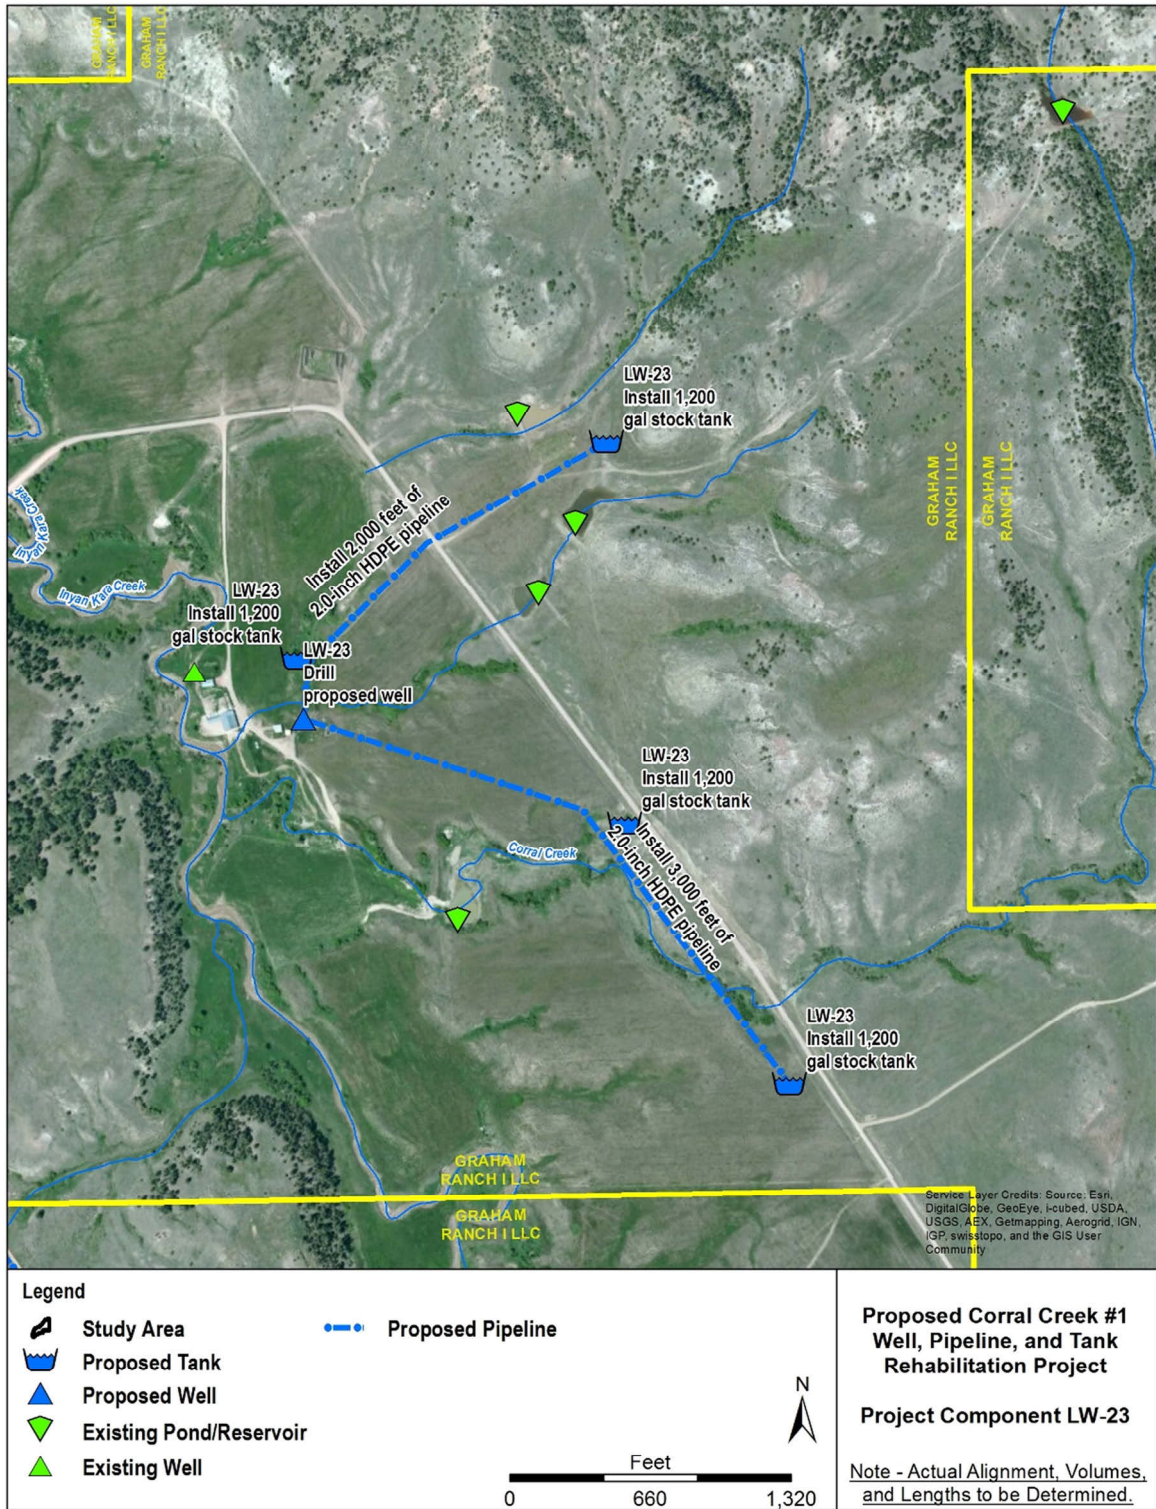 GRAHAM
RANCH I LLC
GRAHAM
RANCH I LLC
LW-23
Install 1,200
gal stock tank
GRAHAM
RANCH I LLC
GRAHAM
RANCH I LLC
Install 2,000 feet of
2.0-inch HDPE pipeline
Inyan Kara Creek
Inyan Kara Creek
LW-23
Install 1,200
gal stock tank
LW-23
Drill
proposed well
LW-23
Install 1,200
gal stock tank
Install 3,000 feet of
2.0-inch HDPE pipeline
Corral Creek
LW-23
Install 1,200
gal stock tank
GRAHAM
RANCH I LLC
GRAHAM
RANCH I LLC
Service Layer Credits: Source: Esri,
DigitalGlobe, GeoEye, i-cubed, USDA,
USGS, AEX, Getmapping, Aerogrid, IGN,
IGP, swisstopo, and the GIS User
Community
Legend
Study Area
Proposed Tank
Proposed Well
Existing Pond/Reservoir
Existing Well
Proposed Pipeline
N
Feet
0 660 1,320
Proposed Corral Creek #1
Well, Pipeline, and Tank
Rehabilitation Project
Project Component LW-23
Note - Actual Alignment, Volumes,
and Lengths to be Determined.